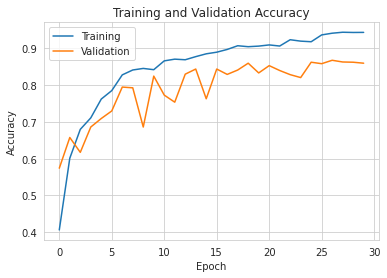 Training and Validation Accuracy
Training
Validation
Accuracy
0.9
0.8
0.7
0.6
0.5
0.4
0 5 10 15 20 25 30
Epoch